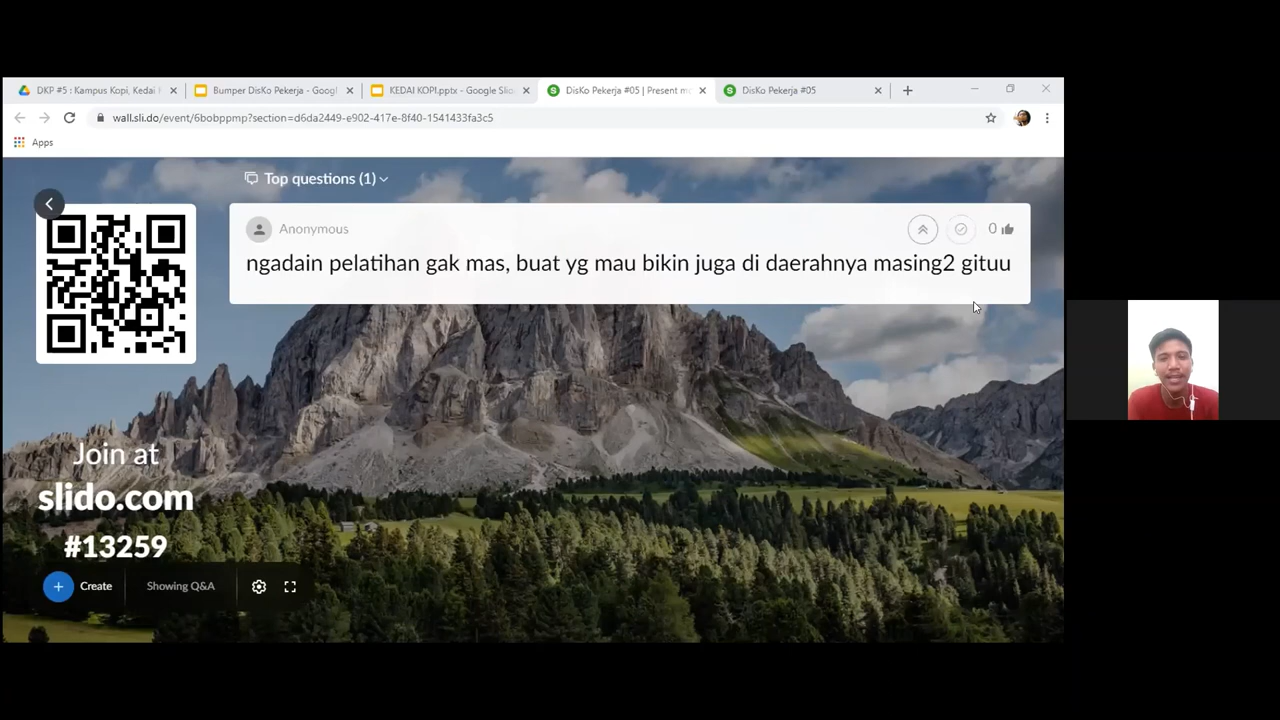 DKP #5 : Kampus Kopi, Kedai
Bumper DisKo Pekerja - Googl
KEDAI KOPI.pptx - Google Slid
DisKo Pekerja #05 | Present mo
DisKo Pekerja #05
wall.sli.do/event/6bobppmp?section=d6da2449-e902-417e-8f40-1541433fa3c5
Apps
Top questions (1)
Anonymous
0
ngadain pelatihan gak mas, buat yg mau bikin juga di daerahnya masing2 gituu
Join at
slido.com
#13259
Create
Showing Q&A